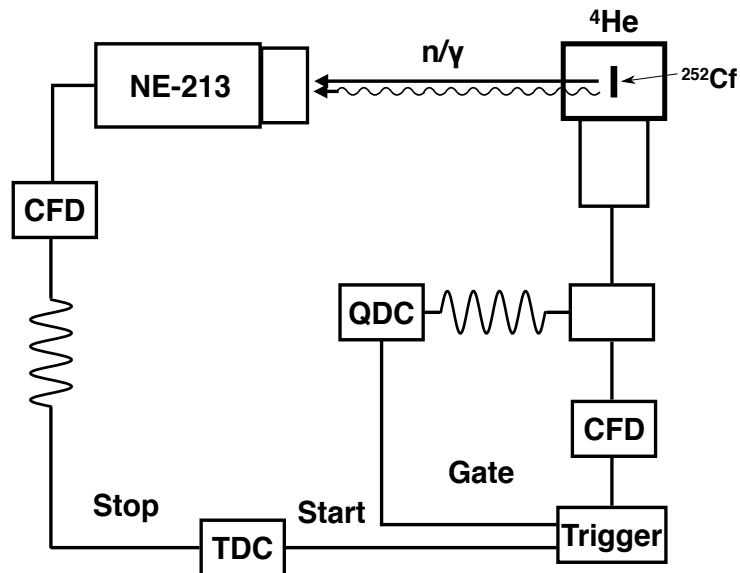 ⁴He
n/γ
NE-213
²⁵²Cf
CFD
QDC
CFD
Gate
Stop
Start
Trigger
TDC